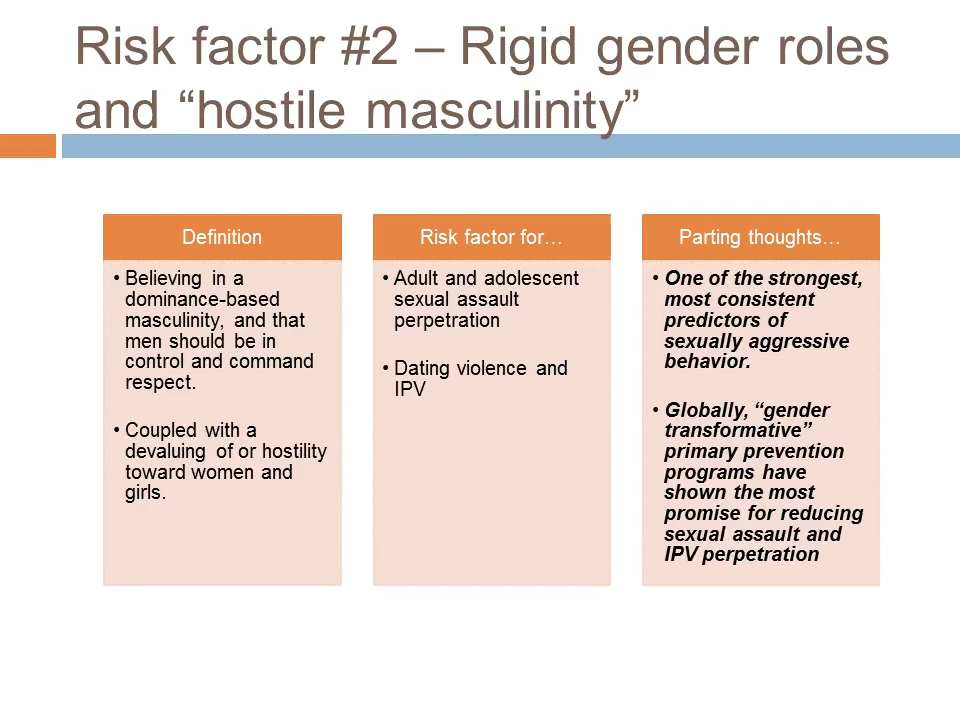 Risk factor #2 – Rigid gender roles
and “hostile masculinity”
Definition
• Believing in a
dominance-based
masculinity, and that
men should be in
control and command
respect.
• Coupled with a
devaluing of or hostility
toward women and
girls.
Risk factor for…
• Adult and adolescent
sexual assault
perpetration
• Dating violence and
IPV
Parting thoughts…
• One of the strongest,
most consistent
predictors of
sexually aggressive
behavior.
• Globally, “gender
transformative”
primary prevention
programs have
shown the most
promise for reducing
sexual assault and
IPV perpetration